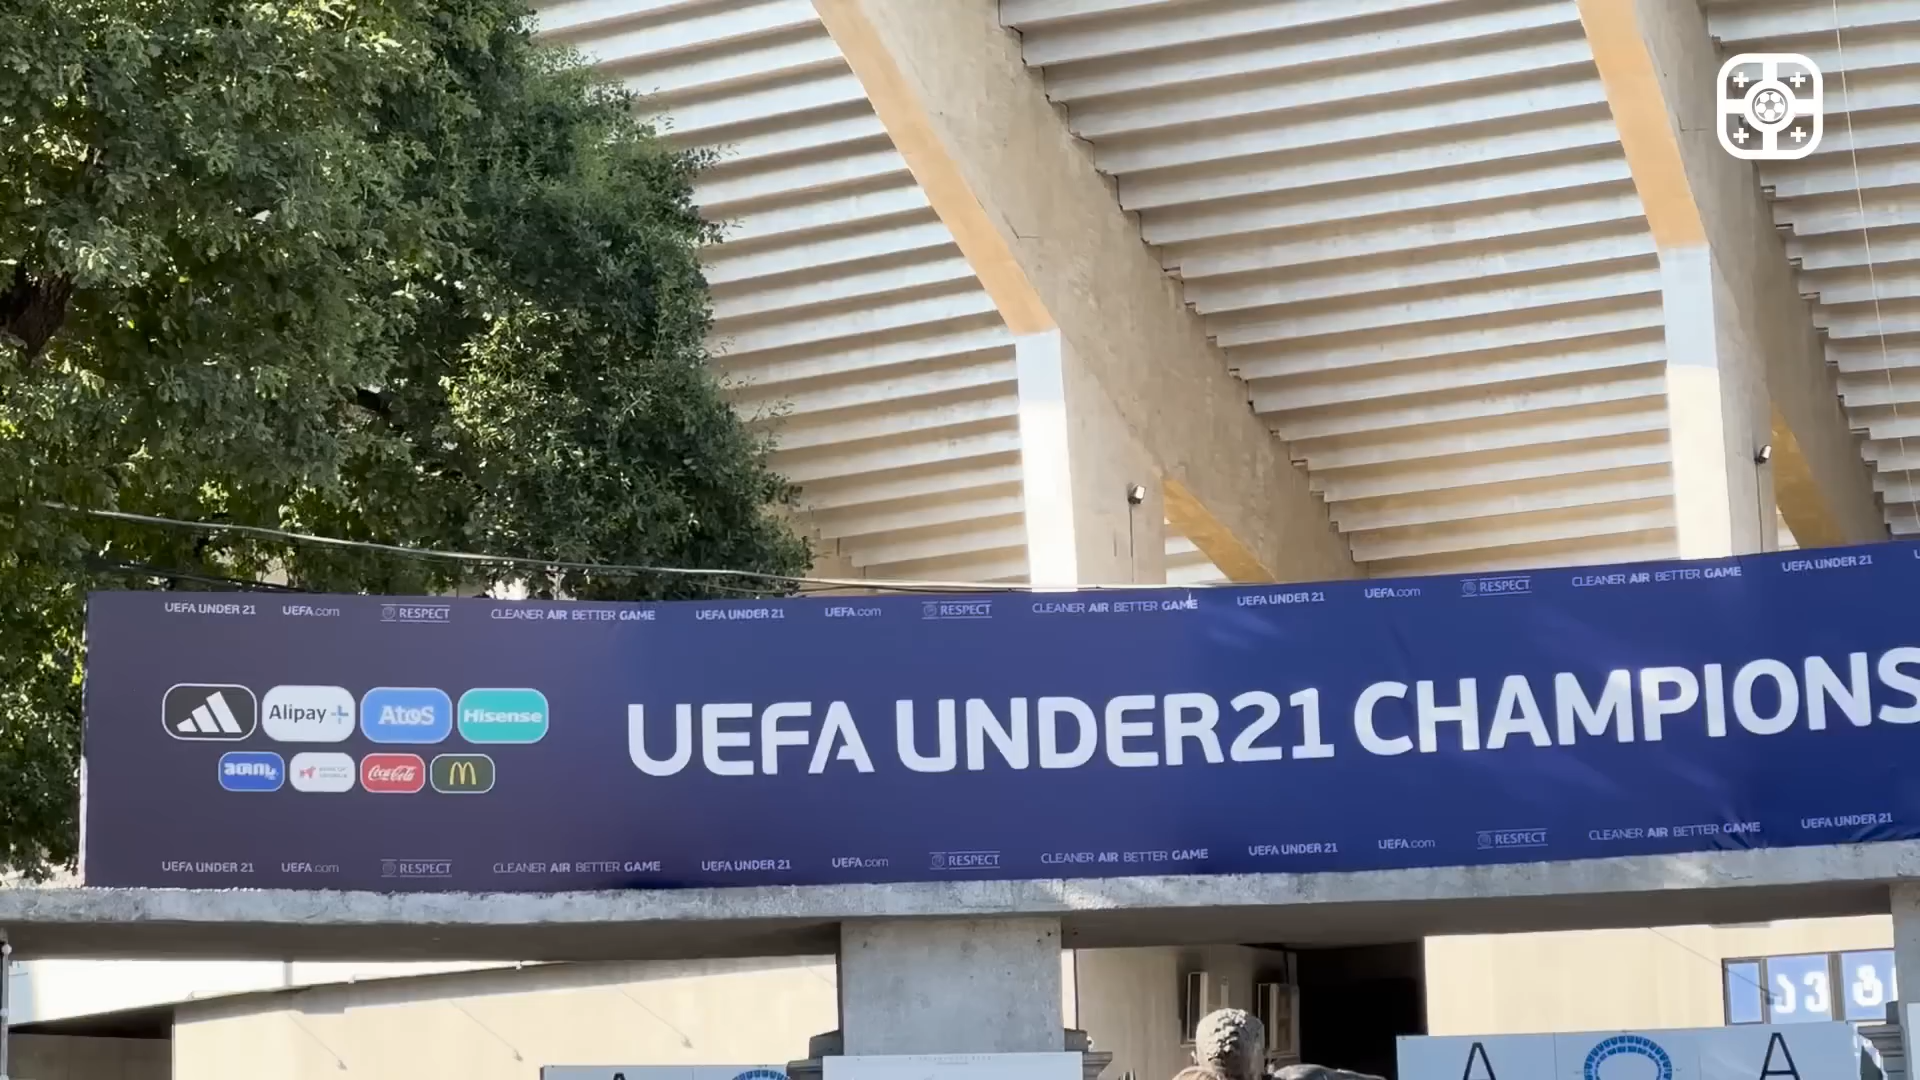 UEFA UNDER 21 UEFA.com RESPECT CLEANER AIR BETTER GAME UEFA UNDER 21 UEFA.com RESPECT CLEANER AIR BETTER GAME UEFA UNDER 21 UEFA.com RESPECT CLEANER AIR BETTER GAME UEFA UNDER 21
Alipay+ Atos Hisense
UEFA UNDER21 CHAMPIONS
Coca-Cola
UEFA UNDER 21 UEFA.com RESPECT CLEANER AIR BETTER GAME UEFA UNDER 21 UEFA.com RESPECT CLEANER AIR BETTER GAME UEFA UNDER 21 UEFA.com RESPECT CLEANER AIR BETTER GAME UEFA UNDER 21
A A